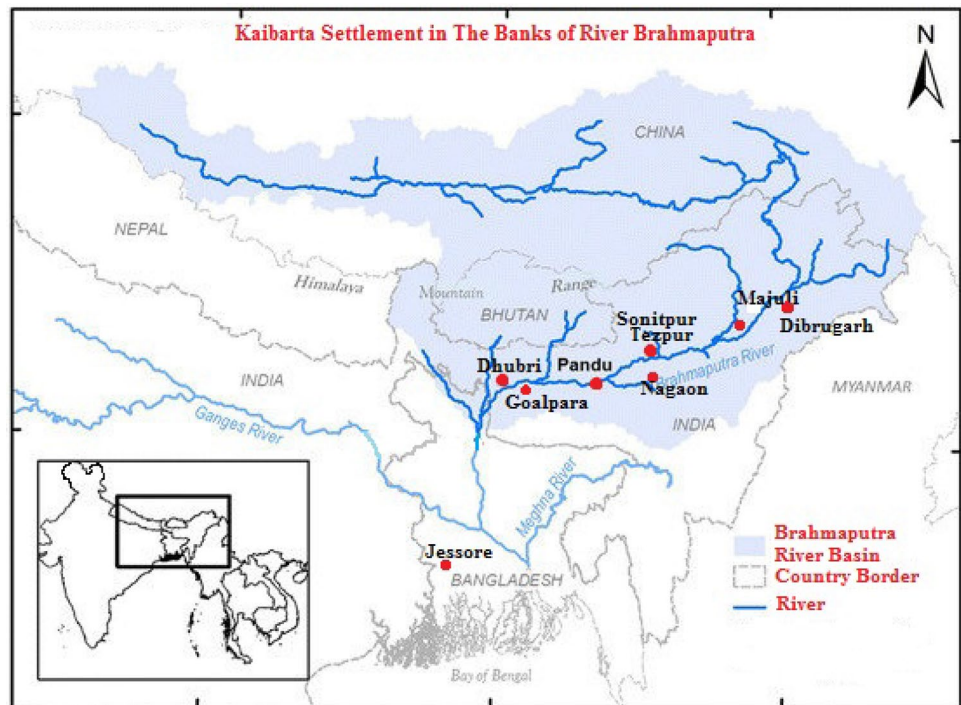 Kaibarta Settlement in The Banks of River Brahmaputra
N
CHINA
NEPAL
Himalaya
Mountain
Range
BHUTAN
Majuli
Sonitpur
Tezpur
Dibrugarh
Dhubri
Pandu
Brahmaputra River
INDIA
Goalpara
Nagaon
MYANMAR
Ganges River
INDIA
Meghna River
Brahmaputra
River Basin
Jessore
BANGLADESH
Country Border
River
Bay of Bengal